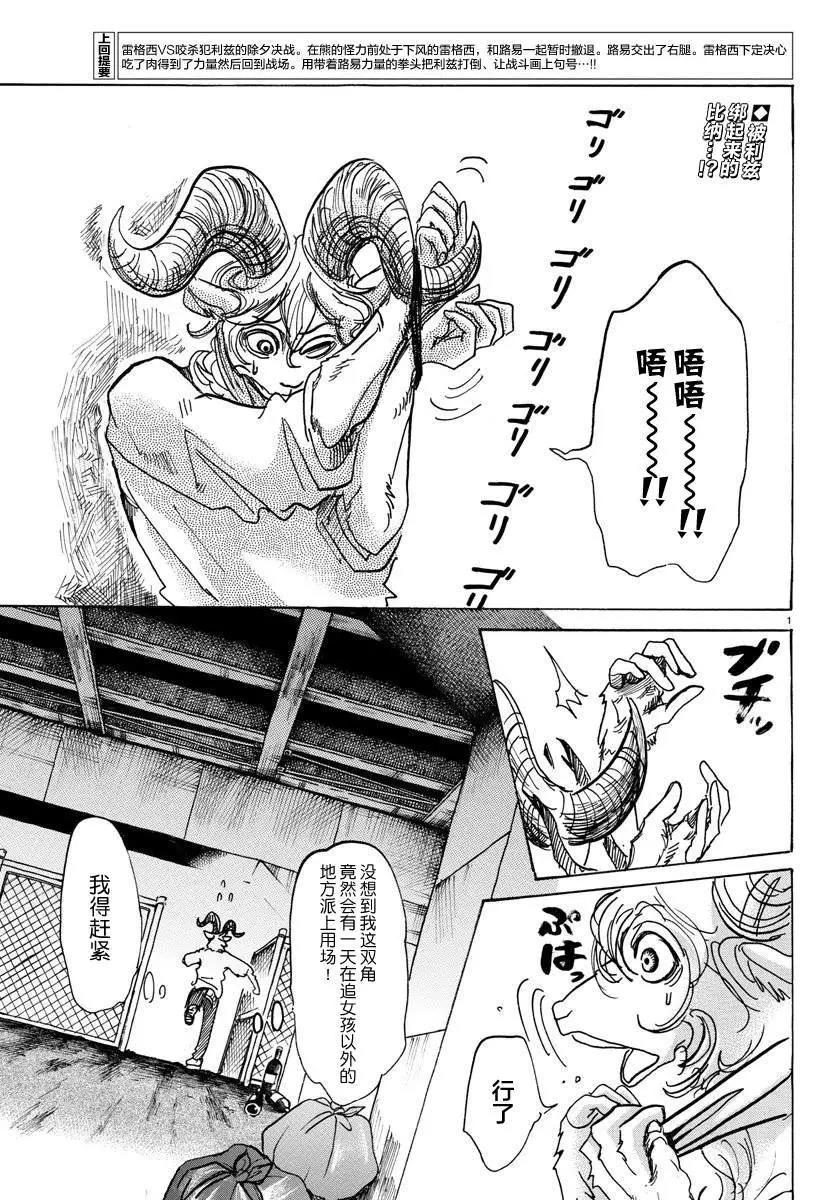 上回提要
雷格西VS咬杀犯利兹的除夕决战。在熊的怪力前处于下风的雷格西，和路易一起暂时撤退。路易交出了右腿。雷格西下定决心
吃了肉得到了力量然后回到战场。用带着路易力量的拳头把利兹打倒、让战斗画上句号…!!
◆被利兹
绑起来的
比纳…!?
ゴリ
ゴリ
ゴリ
ゴリ
ゴリ
ゴリ
唔唔～～～!!
唔～～～!!
1
ブチッ
ぷはっ
行了
没想到我这双角
竟然会有一天在追女孩以外的
地方派上用场！
我得赶紧